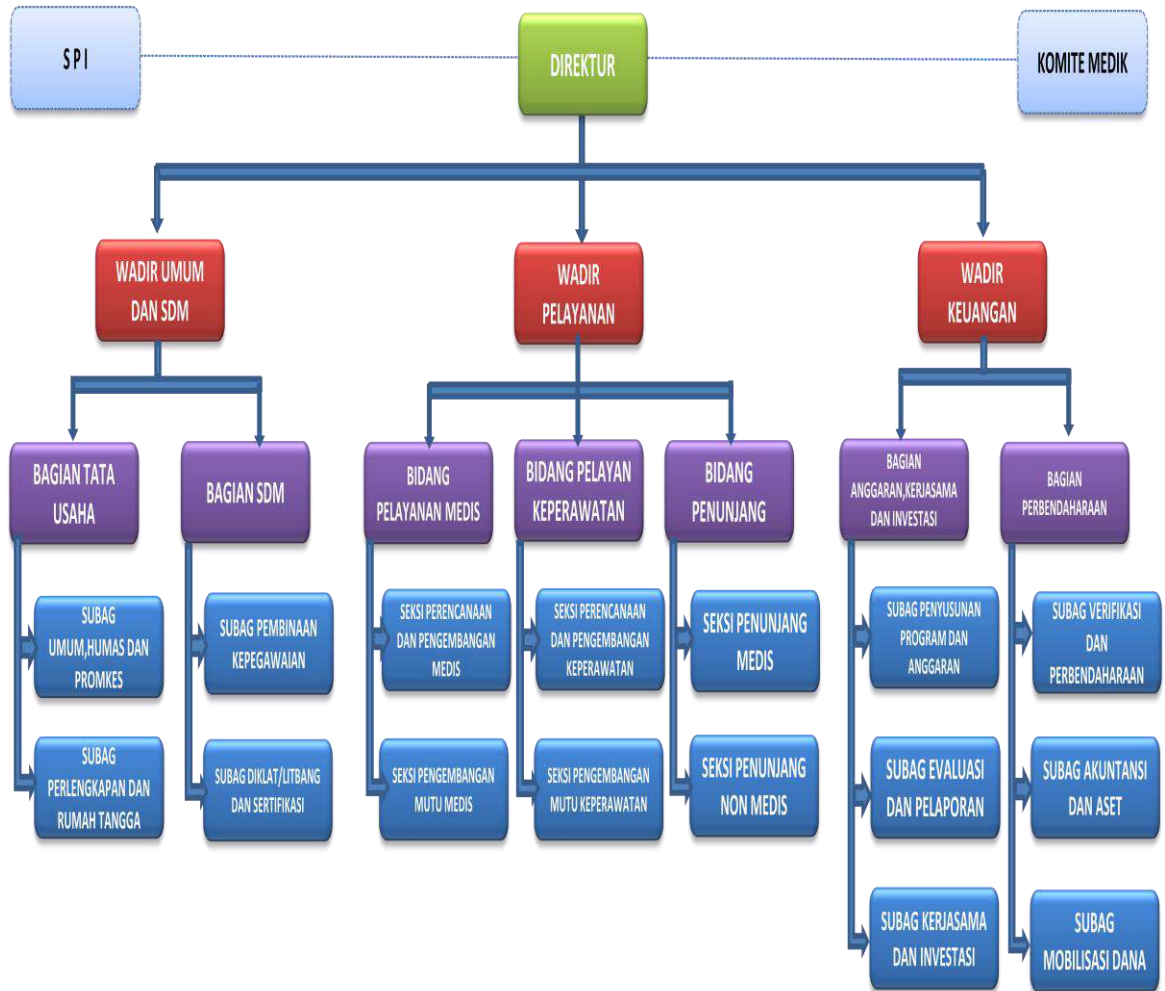 S P I
DIREKTUR
KOMITE MEDIK
WADIR UMUM
DAN SDM
WADIR
PELAYANAN
WADIR
KEUANGAN
BAGIAN TATA
USAHA
BAGIAN SDM
BIDANG
PELAYANAN MEDIS
BIDANG PELAYAN
KEPERAWATAN
BIDANG
PENUNJANG
BAGIAN
ANGGARAN,KERJASAMA
DAN INVESTASI
BAGIAN
PERBENDAHARAAN
SUBAG
UMUM,HUMAS DAN
PROMKES
SUBAG PEMBINAAN
KEPEGAWAIAN
SEKSI PERENCANAAN
DAN PENGEMBANGAN
MEDIS
SEKSI PERENCANAAN
DAN PENGEMBANGAN
KEPERAWATAN
SEKSI PENUNJANG
MEDIS
SUBAG PENYUSUNAN
PROGRAM DAN
ANGGARAN
SUBAG VERIFIKASI
DAN
PERBENDAHARAAN
SUBAG
PERLENGKAPAN DAN
RUMAH TANGGA
SUBAG DIKLAT/LITBANG
DAN SERTIFIKASI
SEKSI PENGEMBANGAN
MUTU MEDIS
SEKSI PENGEMBANGAN
MUTU KEPERAWATAN
SEKSI PENUNJANG
NON MEDIS
SUBAG EVALUASI
DAN PELAPORAN
SUBAG AKUNTANSI
DAN ASET
SUBAG KERJASAMA
DAN INVESTASI
SUBAG
MOBILISASI DANA